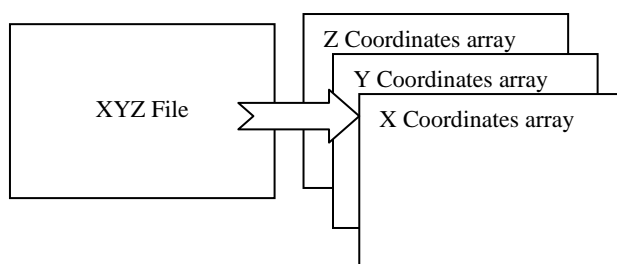 Z Coordinates array
Y Coordinates array
XYZ File
X Coordinates array